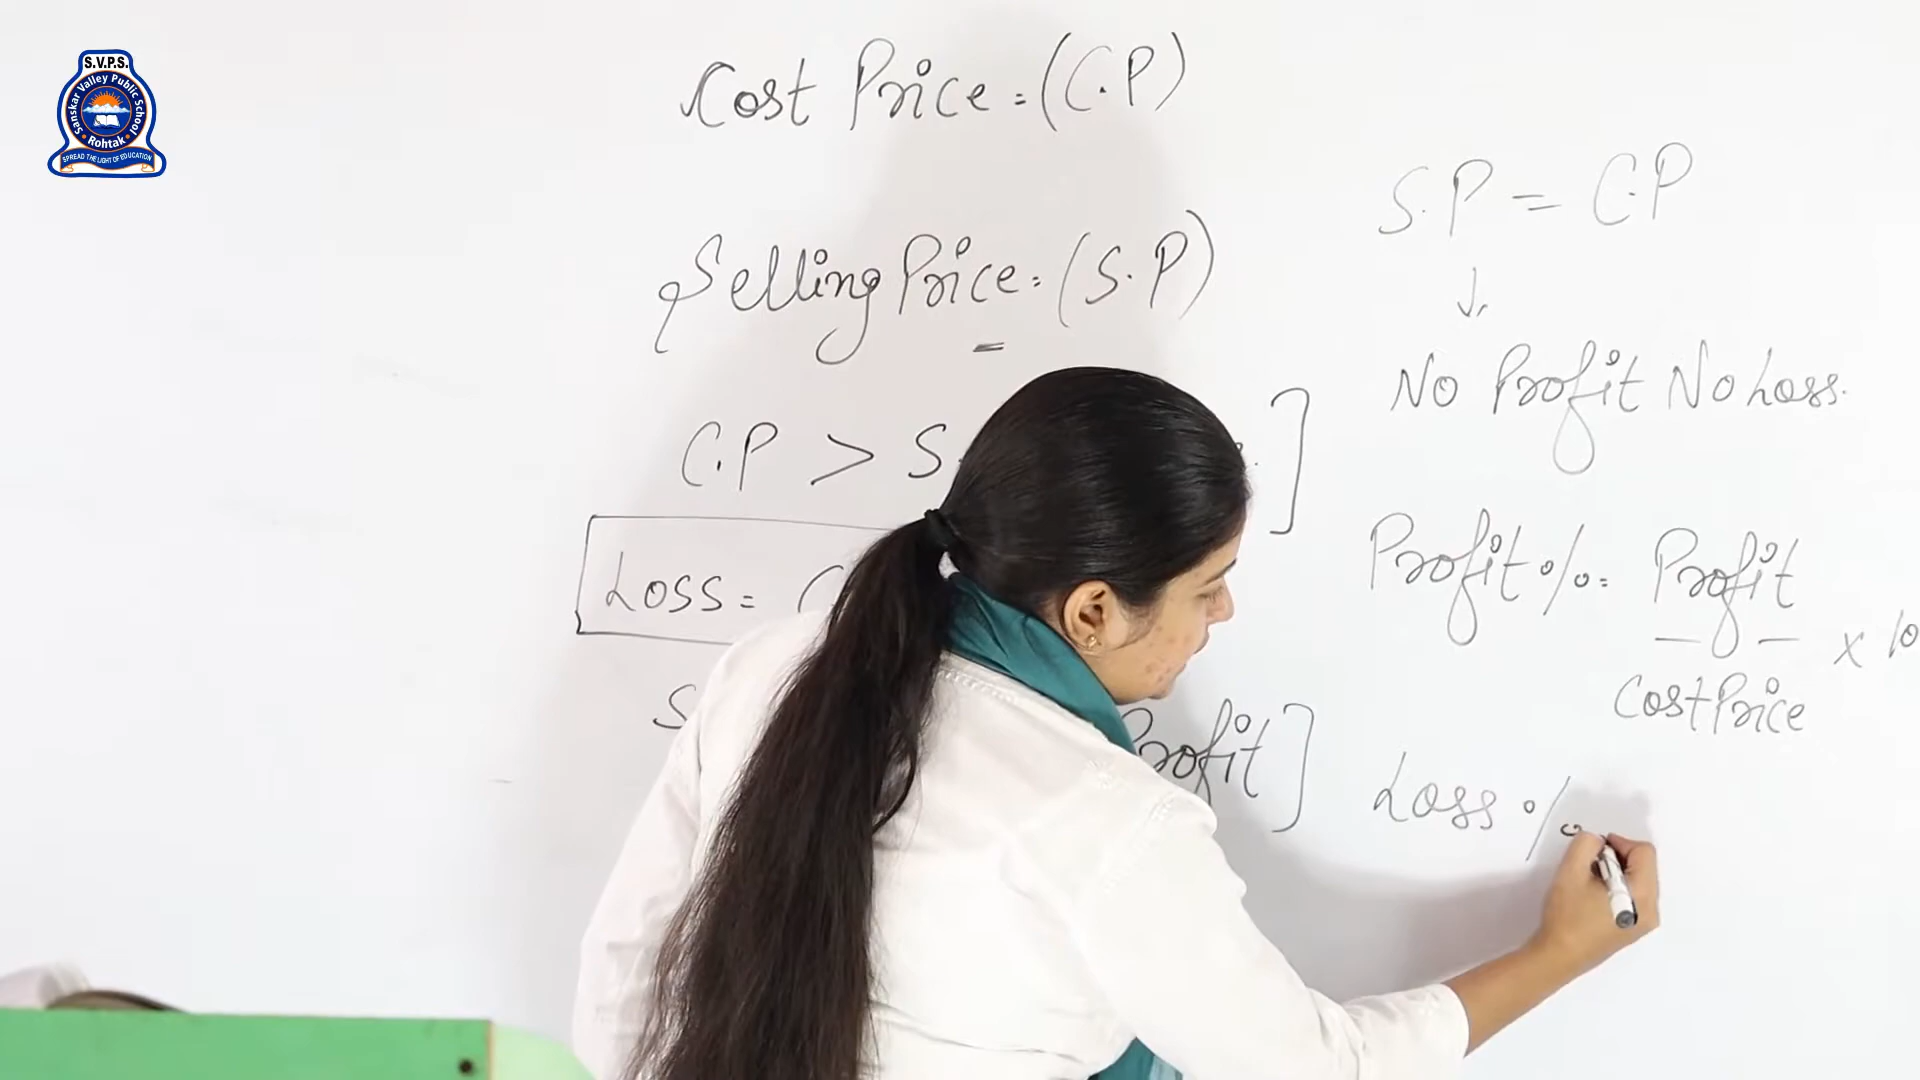 S.V.P.S.
Sanskar Valley Public School
Rohtak
SPREAD THE LIGHT OF EDUCATION
Cost Price = (C.P)
Selling Price = (S.P)
C.P > S.
Loss =
S
Profit]
S.P = C.P
No Profit No Loss.
Profit % = Profit
Cost Price
x 10
Loss %